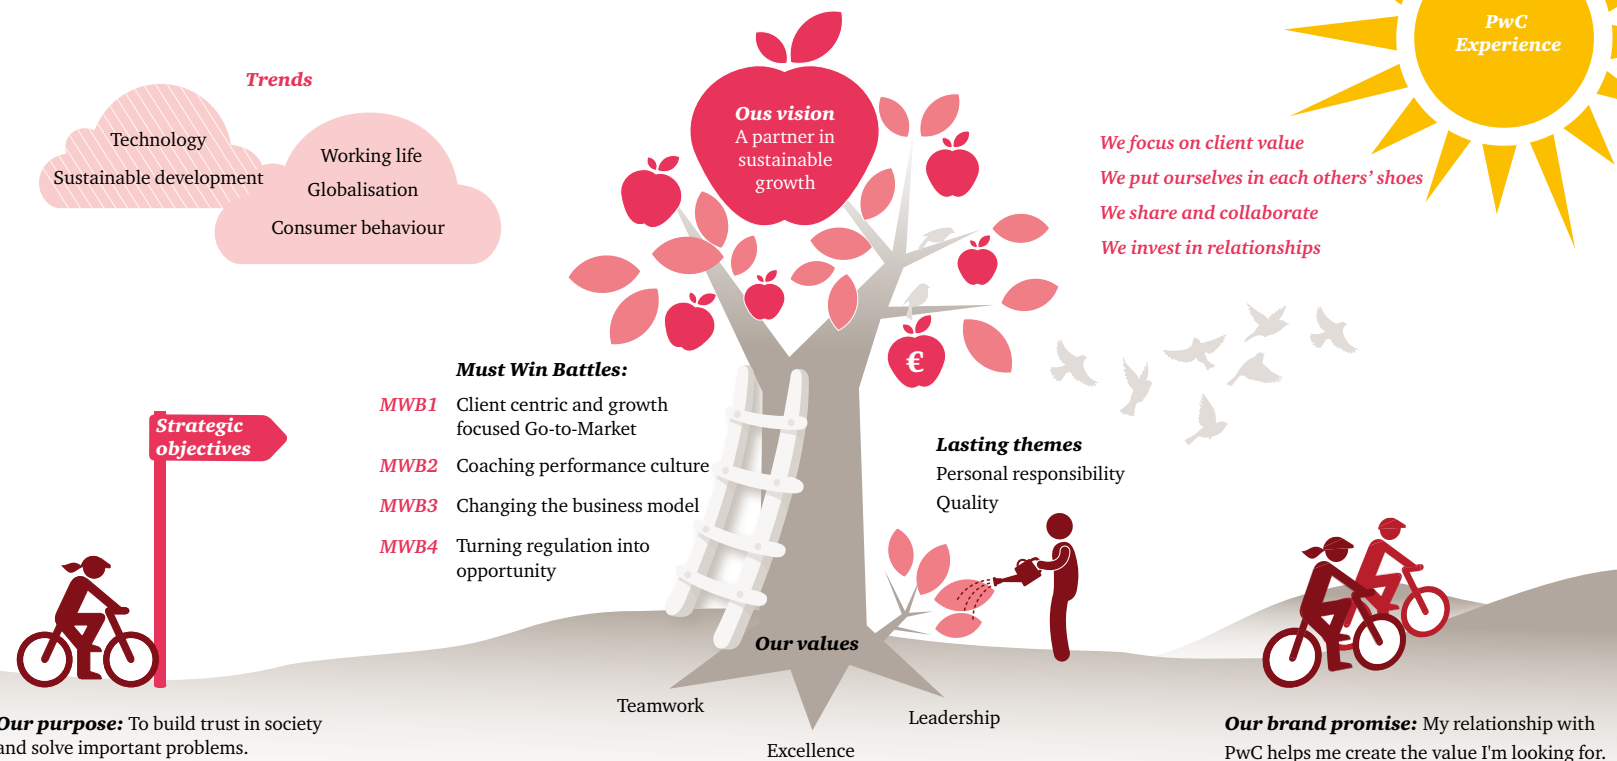 PwC
Experience
Trends
Technology
Sustainable development
Working life
Globalisation
Consumer behaviour
Ous vision
A partner in
sustainable
growth
We focus on client value
We put ourselves in each others' shoes
We share and collaborate
We invest in relationships
€
Must Win Battles:
MWB1 Client centric and growth
focused Go-to-Market
MWB2 Coaching performance culture
MWB3 Changing the business model
MWB4 Turning regulation into
opportunity
Strategic
objectives
Lasting themes
Personal responsibility
Quality
Our values
Teamwork
Excellence
Leadership
Our purpose: To build trust in society
and solve important problems.
Our brand promise: My relationship with
PwC helps me create the value I'm looking for.